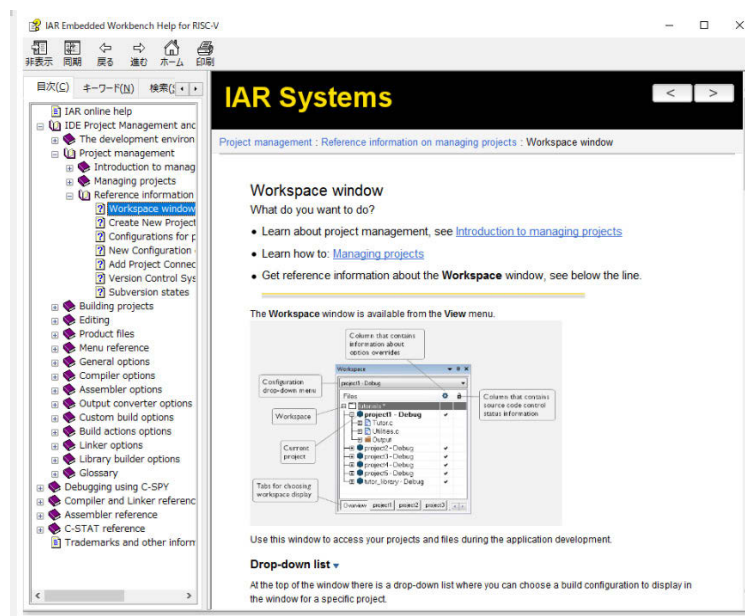 IAR Embedded Workbench Help for RISC-V
非表示 同期 戻る 進む ホーム 印刷
目次(C) キーワード(N) 検索(
IAR online help
IDE Project Management and
The development environ
Project management
Introduction to manag
Managing projects
Reference information
Workspace window
Create New Project
Configurations for p
New Configuration
Add Project Connec
Version Control Sys
Subversion states
Building projects
Editing
Product files
Menu reference
General options
Compiler options
Assembler options
Output converter options
Custom build options
Build actions options
Linker options
Library builder options
Glossary
Debugging using C-SPY
Compiler and Linker referenc
Assembler reference
C-STAT reference
Trademarks and other inform
IAR Systems
< >
Project management : Reference information on managing projects : Workspace window
Workspace window
What do you want to do?
• Learn about project management, see Introduction to managing projects
• Learn how to: Managing projects
• Get reference information about the Workspace window, see below the line.
The Workspace window is available from the View menu.
Column that contains
information about
option overrides
Workspace
Configuration
drop-down menu
project1 - Debug
Files
Column that contains
source code control
status information
Workspace
tutorials *
project1 - Debug
Tutor.c
Utilities.c
Output
Current
project
project2 - Debug
project3 - Debug
project4 - Debug
project5 - Debug
tutor_library - Debug
Tabs for choosing
workspace display
Overview project1 project2 project3
Use this window to access your projects and files during the application development.
Drop-down list
At the top of the window there is a drop-down list where you can choose a build configuration to display in
the window for a specific project.